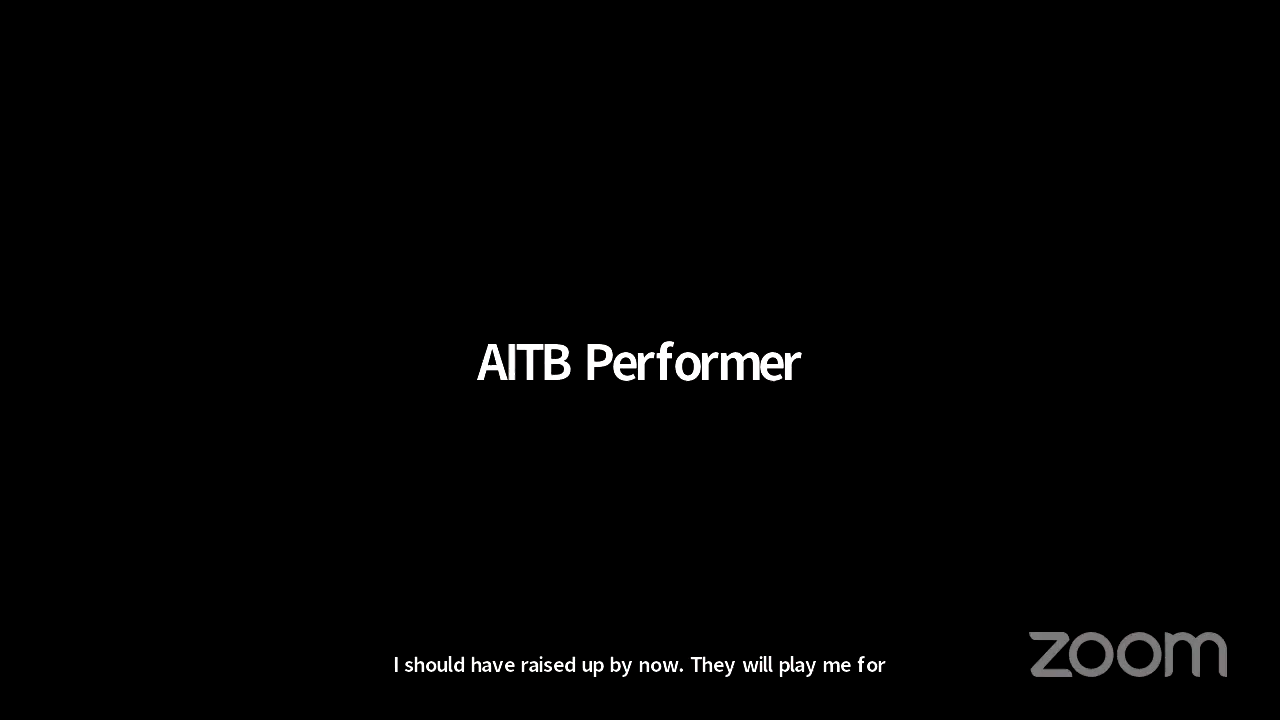 AITB Performer
I should have raised up by now. They will play me for
zoom